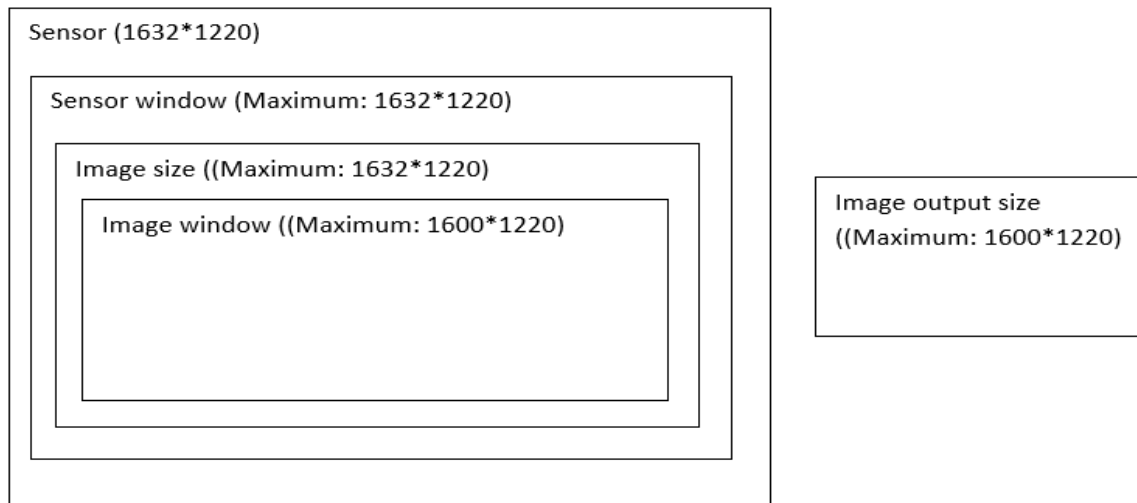 Sensor (1632*1220)
Sensor window (Maximum: 1632*1220)
Image size ((Maximum: 1632*1220)
Image window ((Maximum: 1600*1220)
Image output size
((Maximum: 1600*1220)